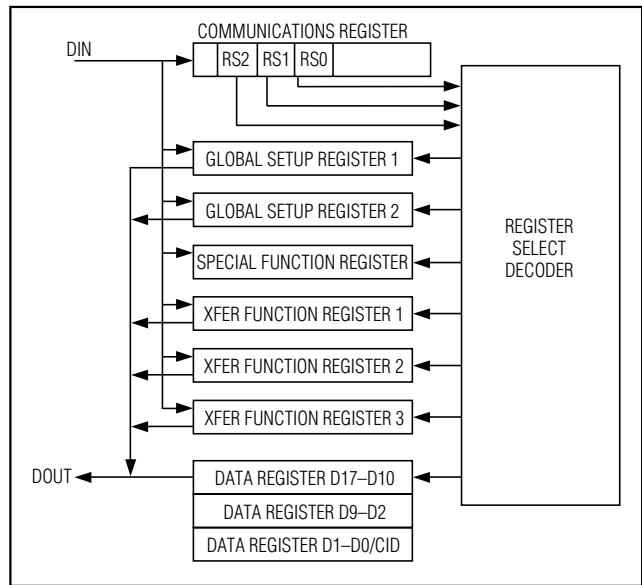 COMMUNICATIONS REGISTER
DIN
RS2 RS1 RS0
GLOBAL SETUP REGISTER 1
GLOBAL SETUP REGISTER 2
SPECIAL FUNCTION REGISTER
XFER FUNCTION REGISTER 1
XFER FUNCTION REGISTER 2
XFER FUNCTION REGISTER 3
REGISTER
SELECT
DECODER
DOUT
DATA REGISTER D17–D10
DATA REGISTER D9–D2
DATA REGISTER D1–D0/CID